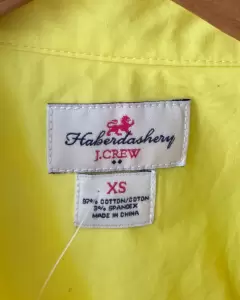 Haberdashery
J.CREW
XS
97% COTTON/COTON
3% SPANDEX
MADE IN CHINA